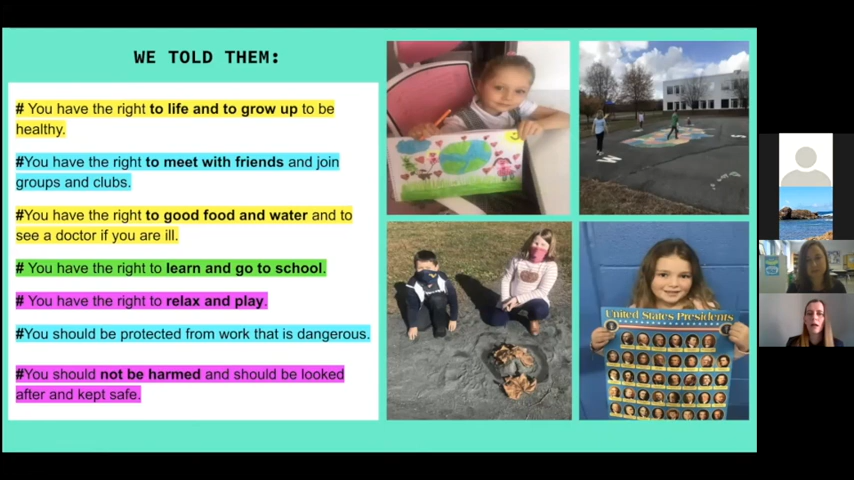 WE TOLD THEM:
# You have the right to life and to grow up to be
healthy.
#You have the right to meet with friends and join
groups and clubs.
#You have the right to good food and water and to
see a doctor if you are ill.
# You have the right to learn and go to school.
# You have the right to relax and play.
#You should be protected from work that is dangerous.
#You should not be harmed and should be looked
after and kept safe.
United States Presidents